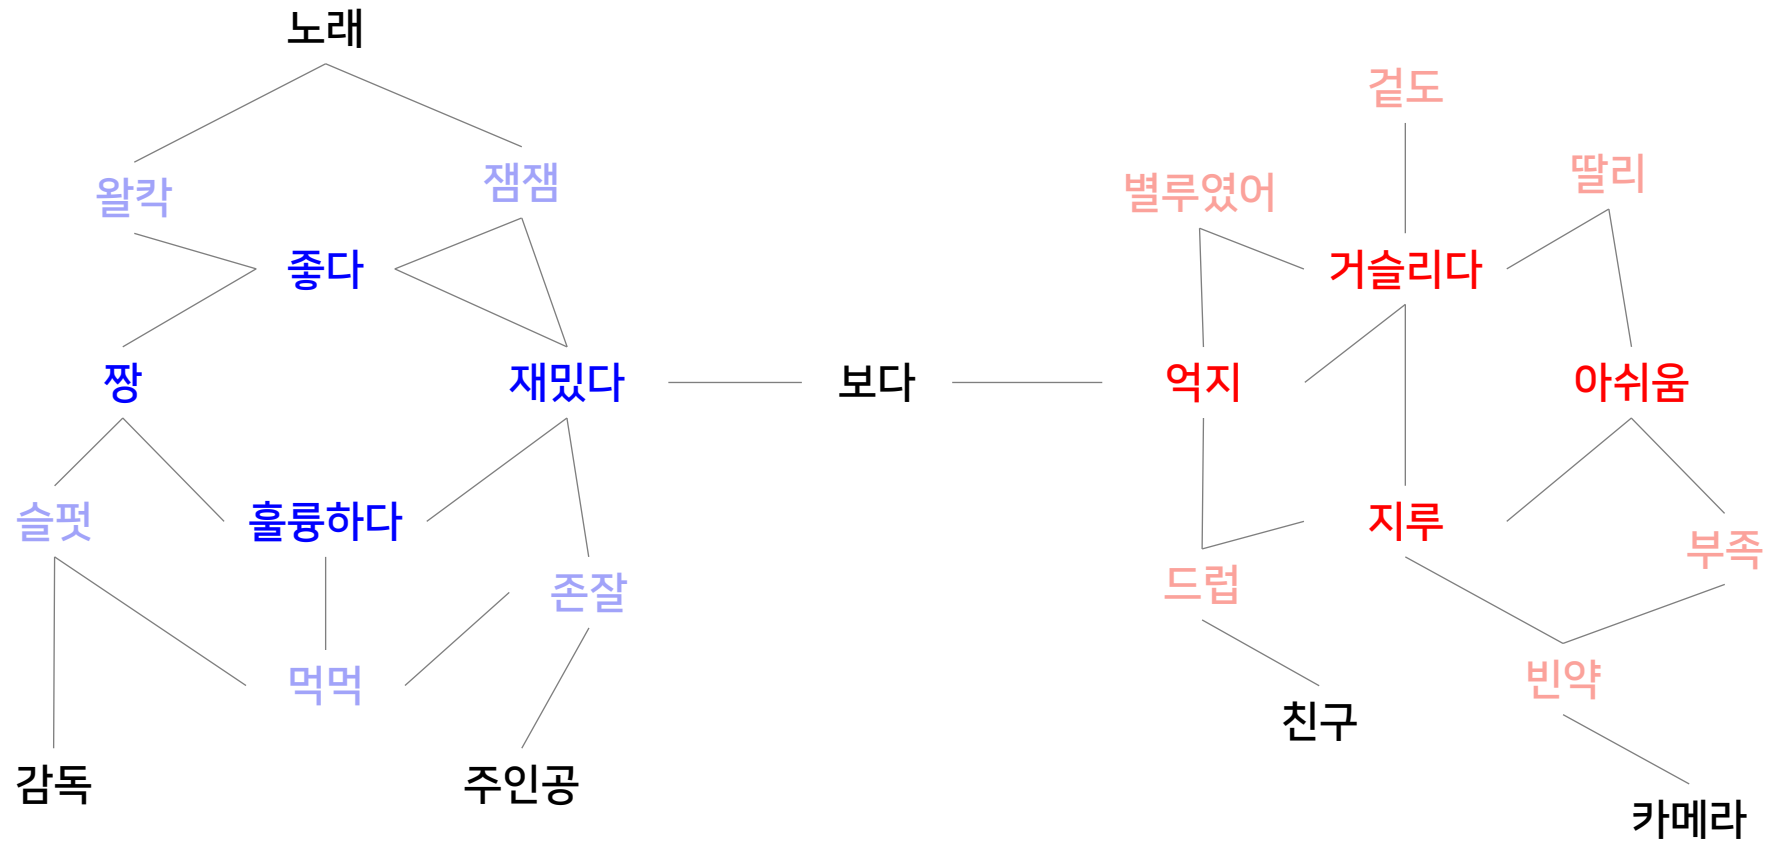 노래
겉도
딸리
잼잼
별루였어
왈칵
좋다
거슬리다
짱
재밌다
보다
억지
아쉬움
슬펏
훌륭하다
지루
부족
존잘
드럽
먹먹
빈약
친구
감독
주인공
카메라